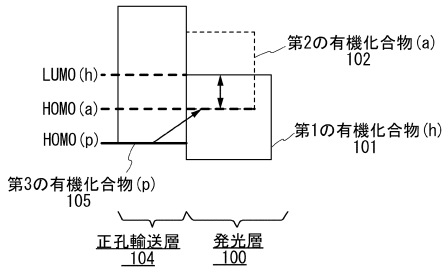 第2の有機化合物(a)
102
LUMO(h)
HOMO(a)
HOMO(p)
第1の有機化合物(h)
101
第3の有機化合物(p)
105
正孔輸送層
104
発光層
100